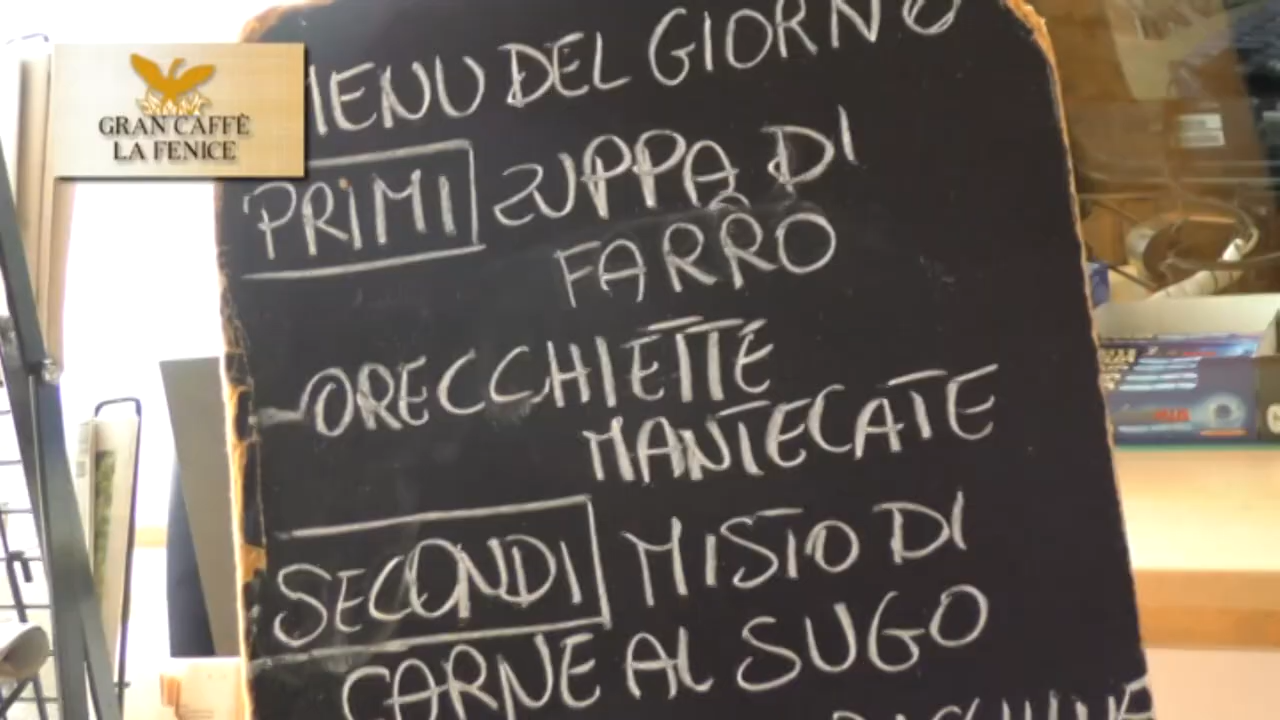 GRAN CAFFÈ
LA FENICE
MENU DEL GIORNO
PRIMI ZUPPA DI
FARRO
-ORECCHIETTE
MANTECATE
SECONDI MISTO DI
CARNE AL SUGO